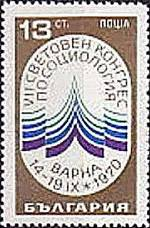 13 СТ. ПОЩА
VII СВЕТОВЕН КОНГРЕС
ПО СОЦИОЛОГИЯ
ВАРНА
14-19 IX * 1970
БЪЛГАРИЯ